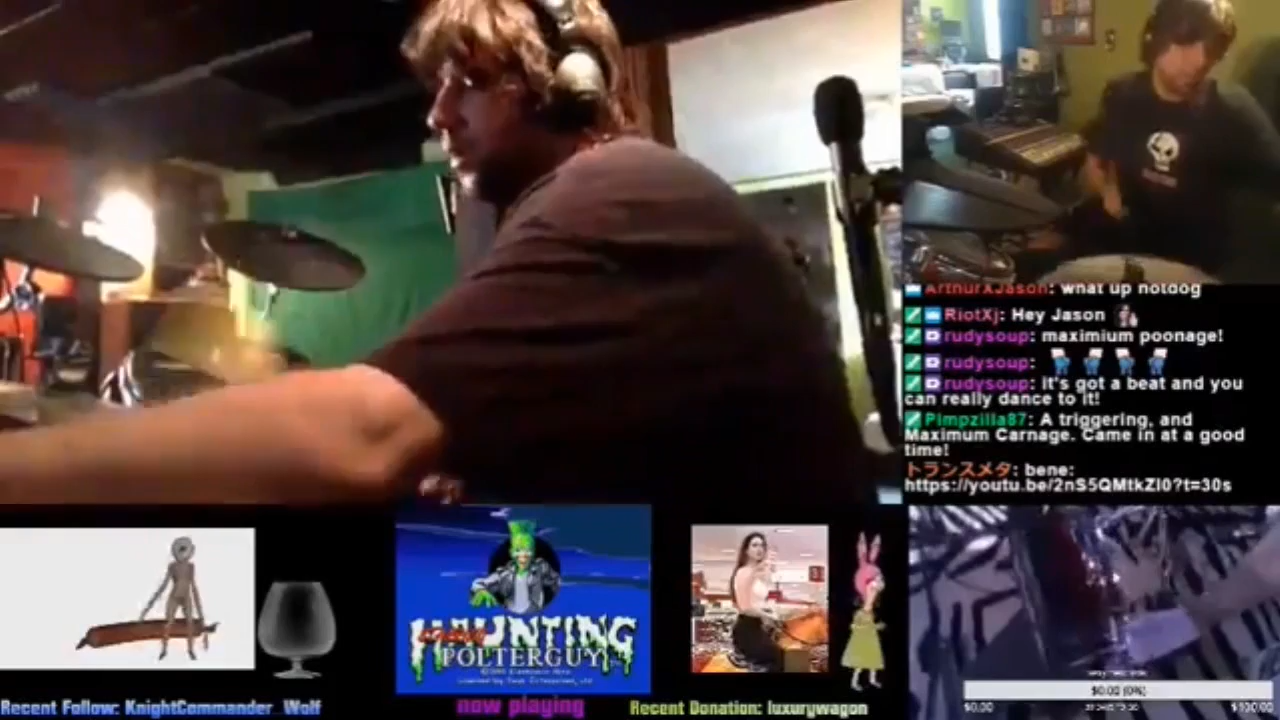 ArthurXJason: what up hotdog
RiotXj: Hey Jason
rudysoup: maximium poonage!
rudysoup:
rudysoup: it's got a beat and you
can really dance to it!
Pimpzilla87: A triggering, and
Maximum Carnage. Came in at a good
time!
トランスメタ: bene:
https://youtu.be/2nS5QMtkZI0?t=30s
HAUNTING
POLTERGUY
now playing
Recent Follow: KnightCommander_Wolf
Recent Donation: luxurywagon
$0.00 (0%)
$0.00
$100.00